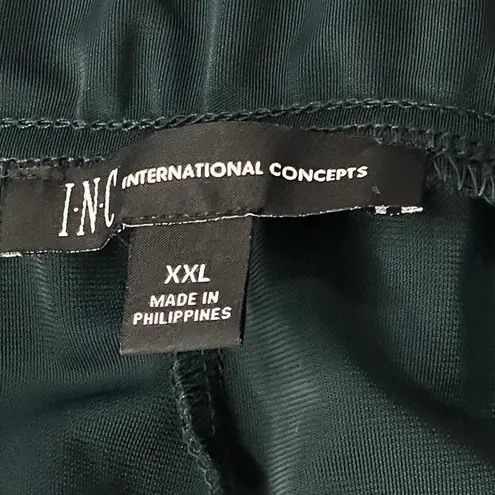 I·N·C INTERNATIONAL CONCEPTS
XXL
MADE IN
PHILIPPINES